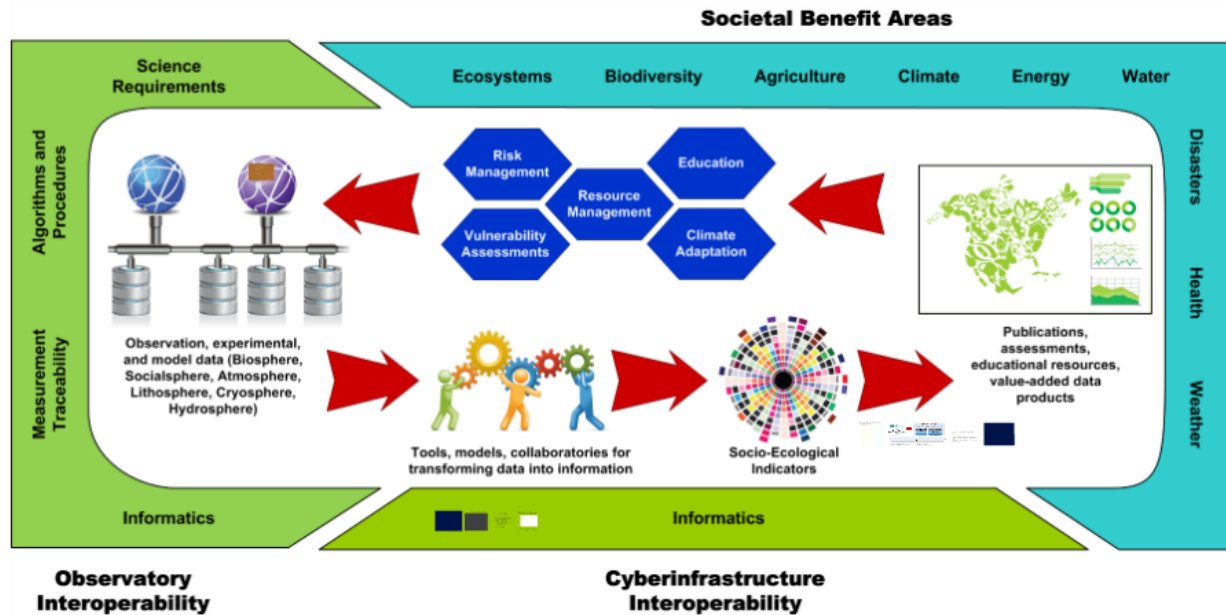 Societal Benefit Areas
Science
Requirements
Ecosystems
Biodiversity
Agriculture
Climate
Energy
Water
Algorithms and
Procedures
Measurement
Traceability
Risk
Management
Education
Resource
Management
Vulnerability
Assessments
Climate
Adaptation
Disasters
Health
Weather
Observation, experimental,
and model data (Biosphere,
Socialsphere, Atmosphere,
Lithosphere, Cryosphere,
Hydrosphere)
Tools, models, collaboratories for
transforming data into information
Socio-Ecological
Indicators
Publications,
assessments,
educational resources,
value-added data
products
Informatics
Informatics
Observatory
Interoperability
Cyberinfrastructure
Interoperability